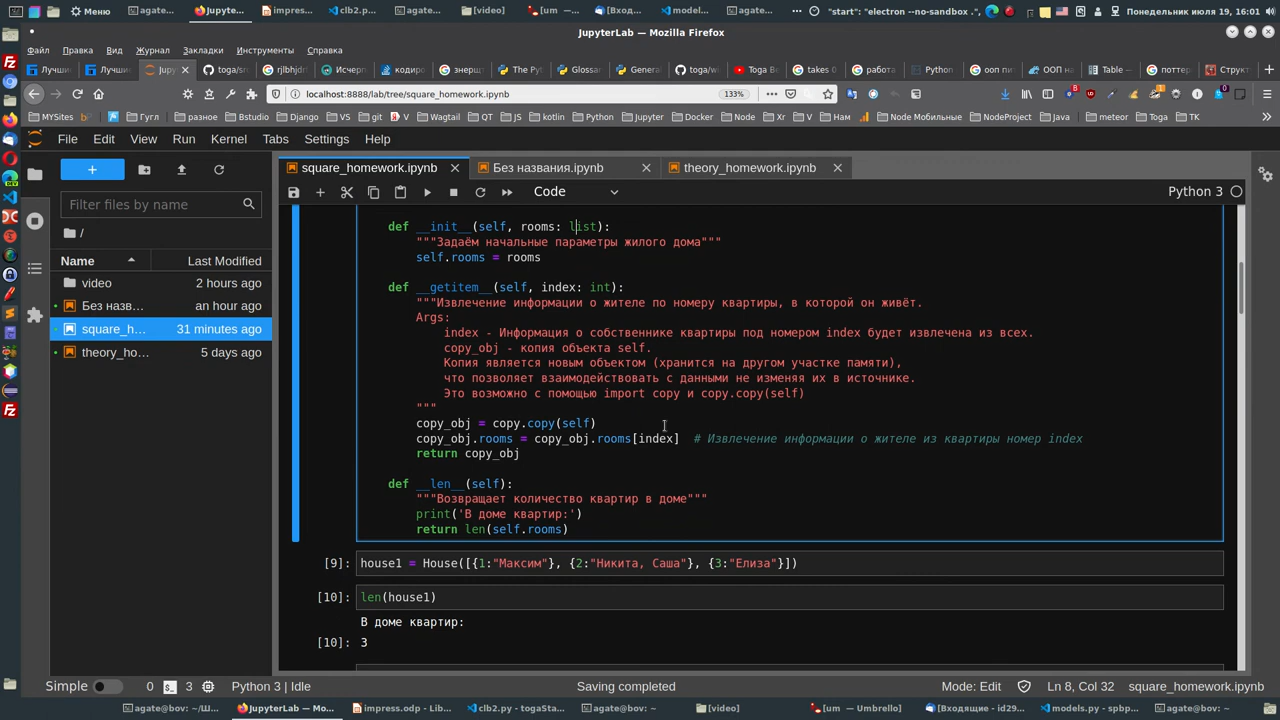 agate@
Jupyte...
impres...
clb2.p...
agate@
[video]
[um —...
[Вход...
model...
agate...
"start": "electron --no-sandbox .
Понедельник июля 19, 16:01
JupyterLab — Mozilla Firefox
Файл Правка Вид Журнал Закладки Инструменты Справка
Лучши Лучши Jupy toga/sr rjlbhjdr Исчерп кодиро знерщт The Py Glossar General toga/w Toga Be takes 0 работа Python ооп пи ООП на Table — поттер Структ
localhost:8888/lab/tree/square_homework.ipynb 133%
MYSites Гугл разное Bstudio Django VS git V Wagtail QT JS kotlin Python Jupyter Docker Node X V Нам Node Мобильные NodeProject Java meteor Toga TK
File Edit View Run Kernel Tabs Settings Help
square_homework.ipynb Без названия.ipynb theory_homework.ipynb
Code Python 3
Filter files by name
/
Name Last Modified
video 2 hours ago
Без назв... an hour ago
square_h... 31 minutes ago
theory_ho... 5 days ago
def __init__(self, rooms: list):
"""Задаём начальные параметры жилого дома"""
self.rooms = rooms
def __getitem__(self, index: int):
"""Извлечение информации о жителе по номеру квартиры, в которой он живёт.
Args:
index - Информация о собственнике квартиры под номером index будет извлечена из всех.
copy_obj - копия объекта self.
Копия является новым объектом (хранится на другом участке памяти),
что позволяет взаимодействовать с данными не изменяя их в источнике.
Это возможно с помощью import copy и copy.copy(self)
"""
copy_obj = copy.copy(self)
copy_obj.rooms = copy_obj.rooms[index]  # Извлечение информации о жителе из квартиры номер index
return copy_obj
def __len__(self):
"""Возвращает количество квартир в доме"""
print('В доме квартир:')
return len(self.rooms)
[9]: house1 = House([{1:"Максим"}, {2:"Никита, Саша"}, {3:"Елиза"}])
[10]: len(house1)
В доме квартир:
[10]: 3
Simple 0 3 Python 3 | Idle Saving completed Mode: Edit Ln 8, Col 32 square_homework.ipynb
agate@bov: ~/Ш... JupyterLab — Mo... impress.odp - Lib... clb2.py — togaSta... agate@bov: ~ [video] [um — Umbrello] [Входящие - id29... models.py — spbp... agate@bov: ~